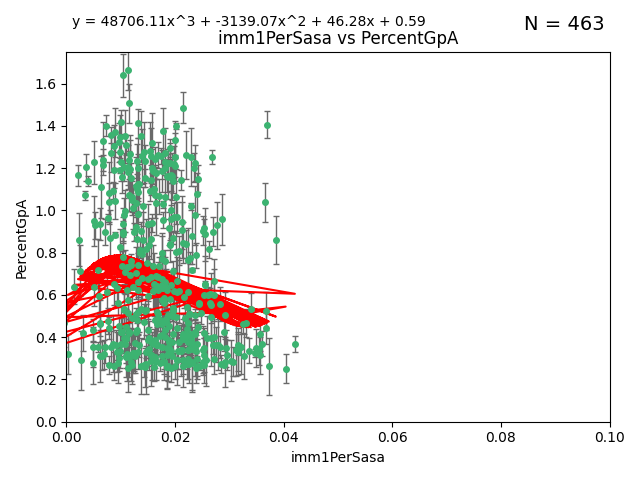 y = 48706.11x^3 + -3139.07x^2 + 46.28x + 0.59
N = 463
imm1PerSasa vs PercentGpA
1.6
1.4
1.2
1.0
0.8
0.6
0.4
0.2
0.0
PercentGpA
0.00 0.02 0.04 0.06 0.08 0.10
imm1PerSasa